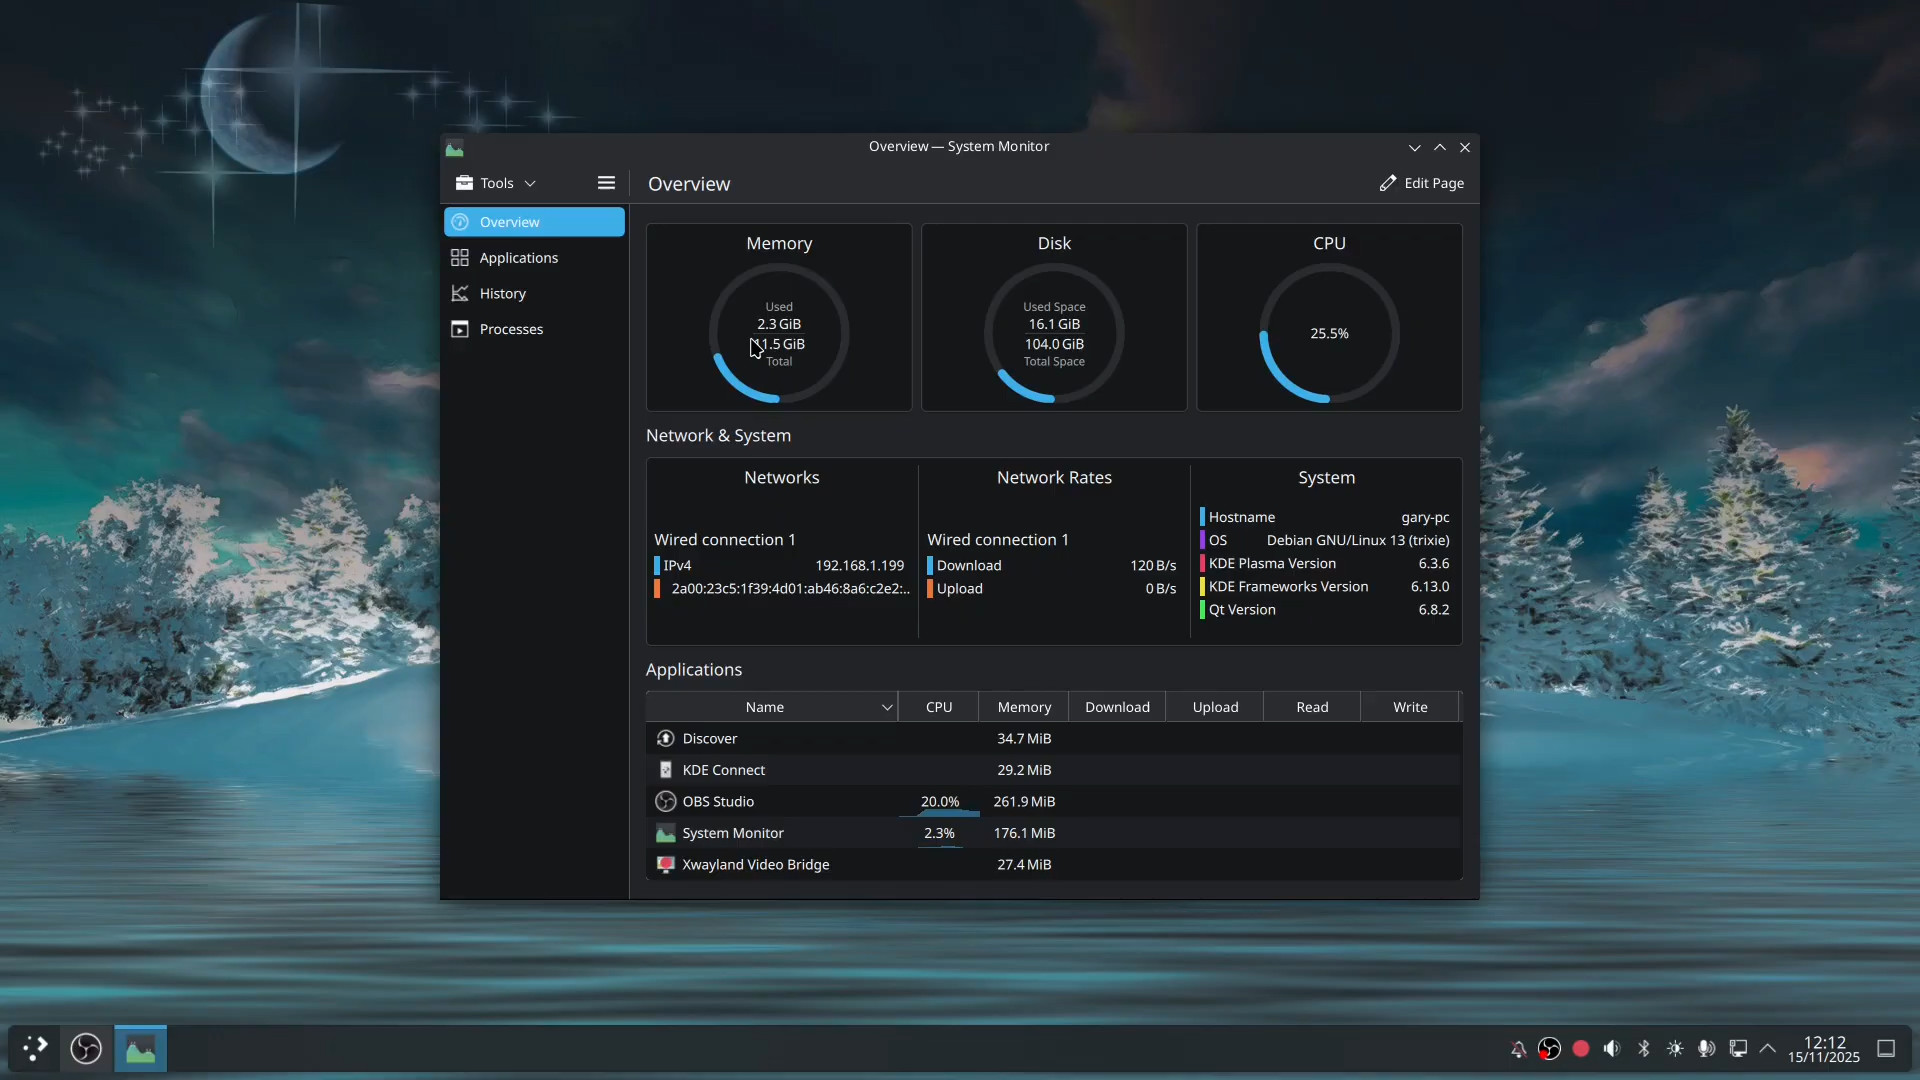 Overview — System Monitor
Tools
Overview
Edit Page
Overview
Applications
History
Processes
Memory
Used
2.3 GiB
11.5 GiB
Total
Disk
Used Space
16.1 GiB
104.0 GiB
Total Space
CPU
25.5%
Network & System
Networks
Wired connection 1
IPv4 192.168.1.199
2a00:23c5:1f39:4d01:ab46:8a6:c2e2:...
Network Rates
Wired connection 1
Download 120 B/s
Upload 0 B/s
System
Hostname gary-pc
OS Debian GNU/Linux 13 (trixie)
KDE Plasma Version 6.3.6
KDE Frameworks Version 6.13.0
Qt Version 6.8.2
Applications
Name CPU Memory Download Upload Read Write
Discover 34.7 MiB
KDE Connect 29.2 MiB
OBS Studio 20.0% 261.9 MiB
System Monitor 2.3% 176.1 MiB
Xwayland Video Bridge 27.4 MiB
12:12
15/11/2025